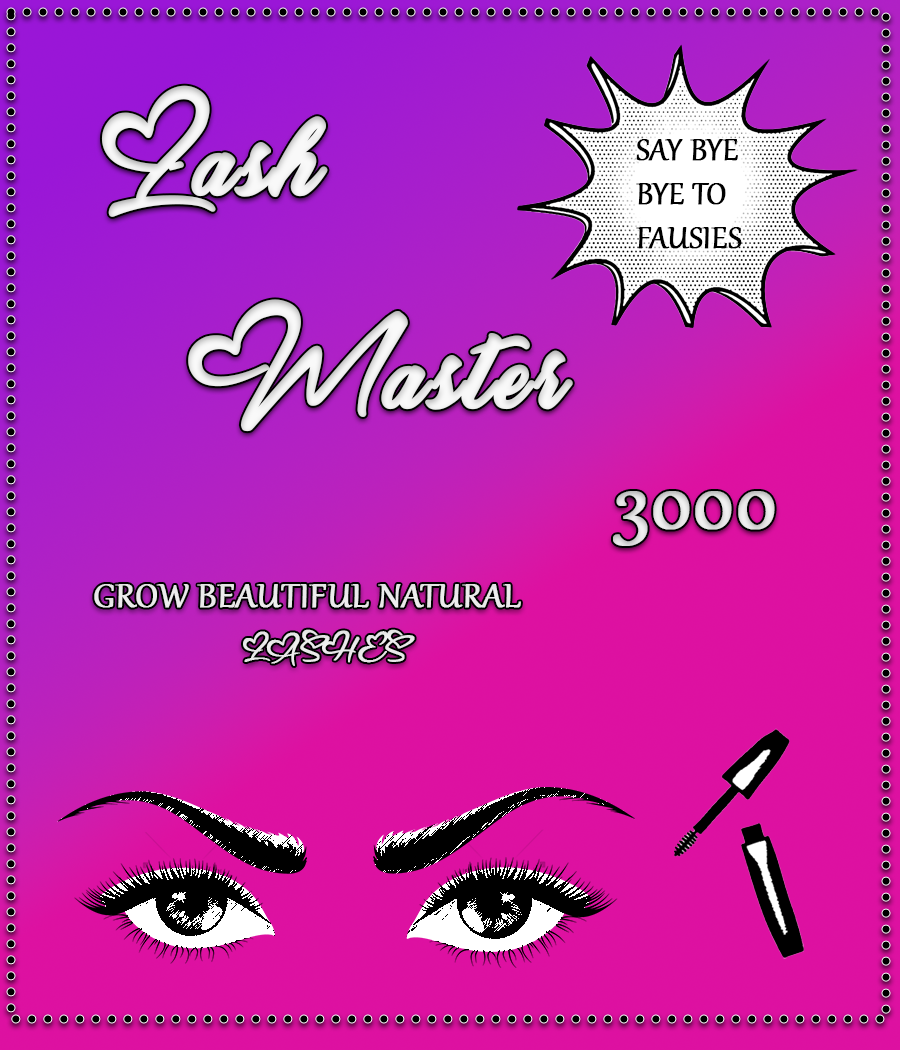 Lash
SAY BYE
BYE TO
FAUSIES
Master
3000
GROW BEAUTIFUL NATURAL
LASHES